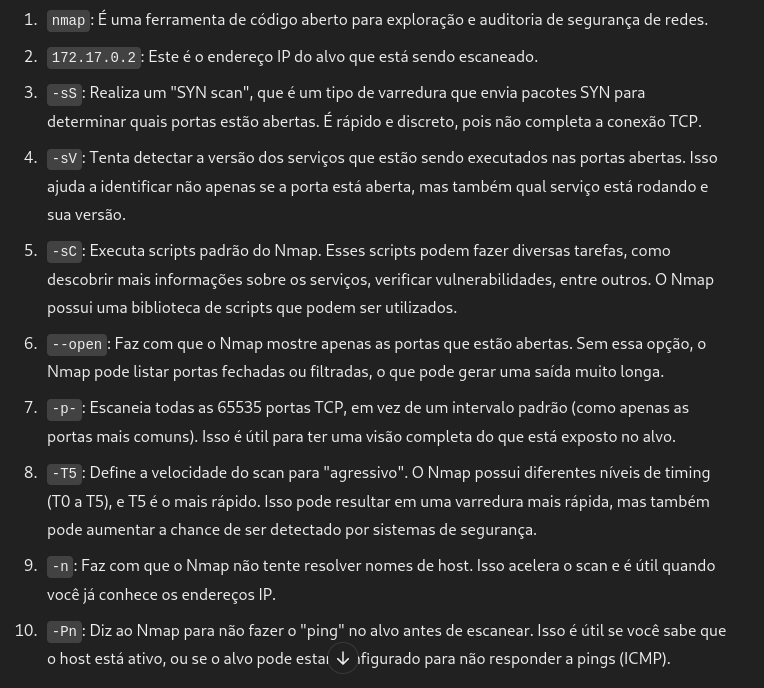 1. nmap: É uma ferramenta de código aberto para exploração e auditoria de segurança de redes.
2. 172.17.0.2: Este é o endereço IP do alvo que está sendo escaneado.
3. -sS: Realiza um "SYN scan", que é um tipo de varredura que envia pacotes SYN para
determinar quais portas estão abertas. É rápido e discreto, pois não completa a conexão TCP.
4. -sV: Tenta detectar a versão dos serviços que estão sendo executados nas portas abertas. Isso
ajuda a identificar não apenas se a porta está aberta, mas também qual serviço está rodando e
sua versão.
5. -sC: Executa scripts padrão do Nmap. Esses scripts podem fazer diversas tarefas, como
descobrir mais informações sobre os serviços, verificar vulnerabilidades, entre outros. O Nmap
possui uma biblioteca de scripts que podem ser utilizados.
6. --open: Faz com que o Nmap mostre apenas as portas que estão abertas. Sem essa opção, o
Nmap pode listar portas fechadas ou filtradas, o que pode gerar uma saída muito longa.
7. -p-: Escaneia todas as 65535 portas TCP, em vez de um intervalo padrão (como apenas as
portas mais comuns). Isso é útil para ter uma visão completa do que está exposto no alvo.
8. -T5: Define a velocidade do scan para "agressivo". O Nmap possui diferentes níveis de timing
(T0 a T5), e T5 é o mais rápido. Isso pode resultar em uma varredura mais rápida, mas também
pode aumentar a chance de ser detectado por sistemas de segurança.
9. -n: Faz com que o Nmap não tente resolver nomes de host. Isso acelera o scan e é útil quando
você já conhece os endereços IP.
10. -Pn: Diz ao Nmap para não fazer o "ping" no alvo antes de escanear. Isso é útil se você sabe que
o host está ativo, ou se o alvo pode estar figurado para não responder a pings (ICMP).